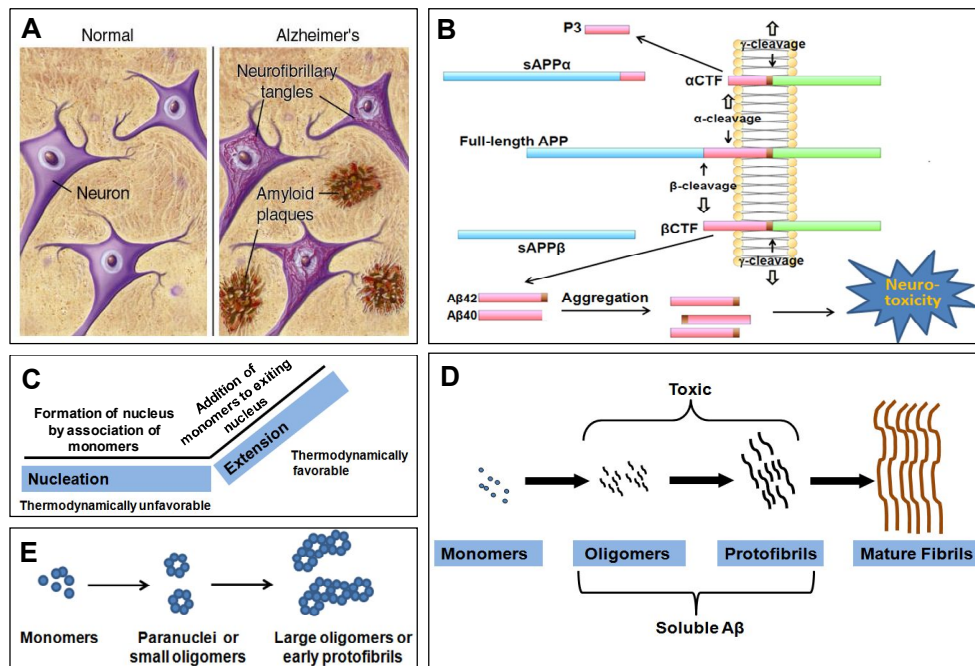 A
Normal
Alzheimer's
Neurofibrillary
tangles
Neuron
Amyloid
plaques
B
P3
γ-cleavage
sAPPα
αCTF
α-cleavage
Full-length APP
β-cleavage
βCTF
sAPPβ
γ-cleavage
Aβ42
Aβ40
Aggregation
Neuro-
toxicity
C
Formation of nucleus
by association of
monomers
Addition of
monomers to exiting
nucleus
Nucleation
Extension
Thermodynamically unfavorable
Thermodynamically
favorable
D
Toxic
Monomers
Oligomers
Protofibrils
Mature Fibrils
Soluble Aβ
E
Monomers
Paranuclei or
small oligomers
Large oligomers or
early protofibrils